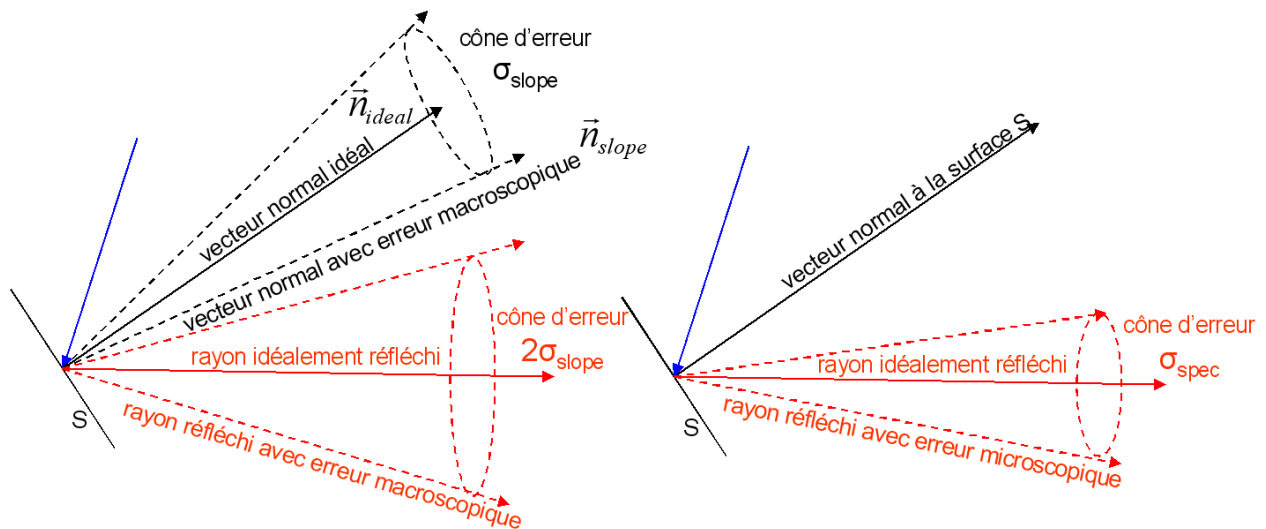 cône d'erreur
σslope
n⃗ideal
n⃗slope
vecteur normal idéal
vecteur normal avec erreur macroscopique
cône d'erreur
2σslope
rayon idéalement réfléchi
rayon réfléchi avec erreur macroscopique
S
vecteur normal à la surface S
cône d'erreur
σspec
rayon idéalement réfléchi
rayon réfléchi avec erreur microscopique
S